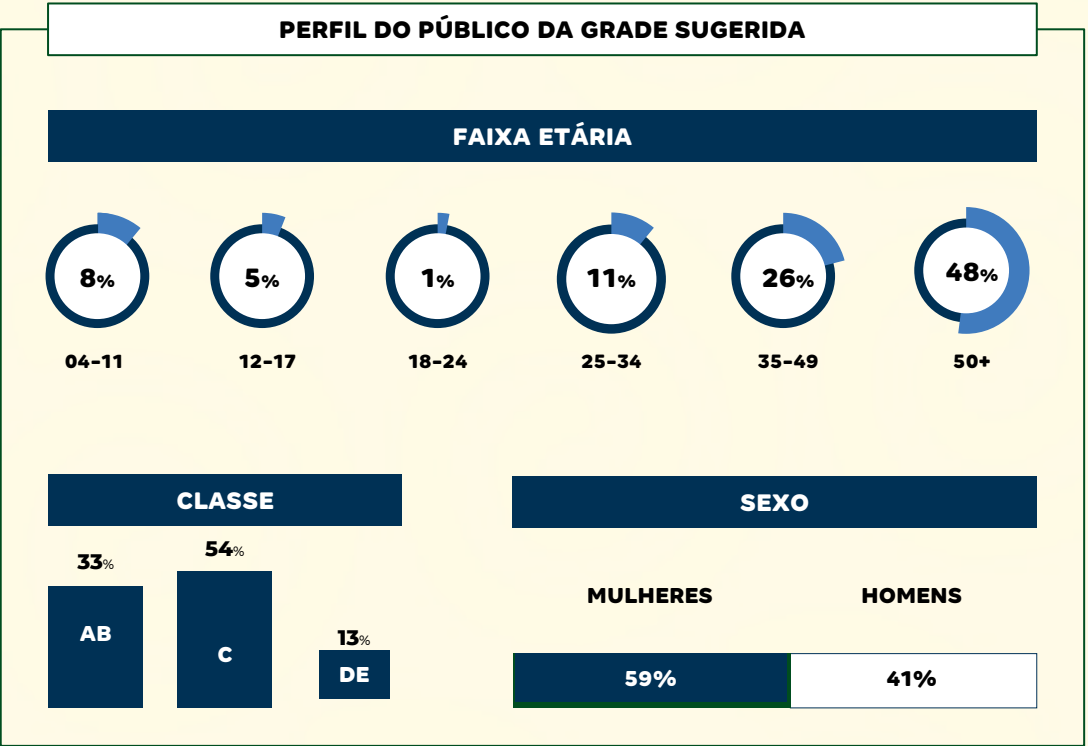 PERFIL DO PÚBLICO DA GRADE SUGERIDA
FAIXA ETÁRIA
8%
5%
1%
11%
26%
48%
04-11
12-17
18-24
25-34
35-49
50+
CLASSE
33%
54%
13%
AB
C
DE
SEXO
MULHERES
HOMENS
59%
41%